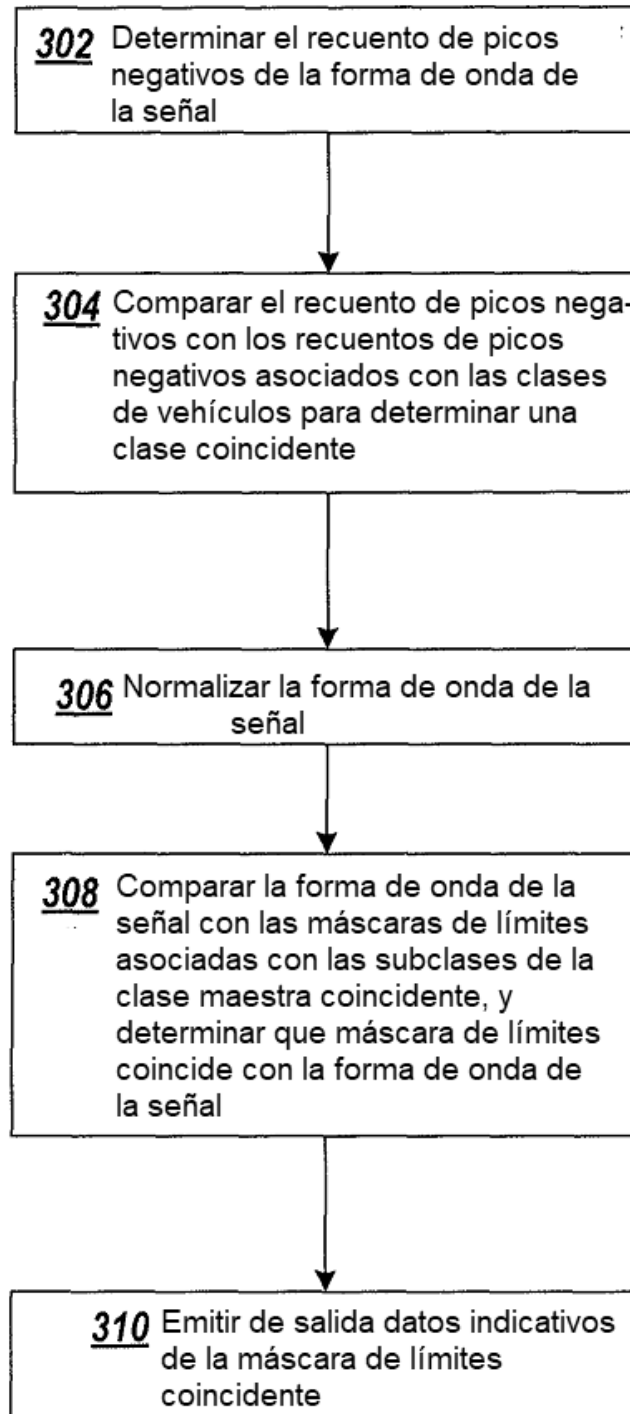 302 Determinar el recuento de picos
negativos de la forma de onda de
la señal
304 Comparar el recuento de picos nega-
tivos con los recuentos de picos
negativos asociados con las clases
de vehículos para determinar una
clase coincidente
306 Normalizar la forma de onda de la
señal
308 Comparar la forma de onda de la
señal con las máscaras de límites
asociadas con las subclases de la
clase maestra coincidente, y
determinar que máscara de límites
coincide con la forma de onda de
la señal
310 Emitir de salida datos indicativos
de la máscara de límites
coincidente